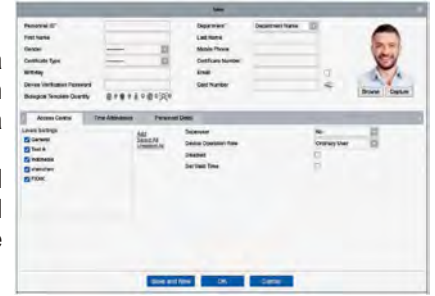 New
Personnel ID* Department* Department Name
First Name Last Name
Gender -------- Mobile Phone
Certificate Type -------- Certificate Number
Birthday Email
Device Verification Password Card Number
Biological Template Quantity
Browse Capture
Access Control Time Attendance Personnel Detail
Levels Settings Add Superuser No
General Select All Device Operation Role Ordinary User
Test A Unselect All Disabled
Indonesia Set Valid Time
shenzhen
Save and New OK Cancel